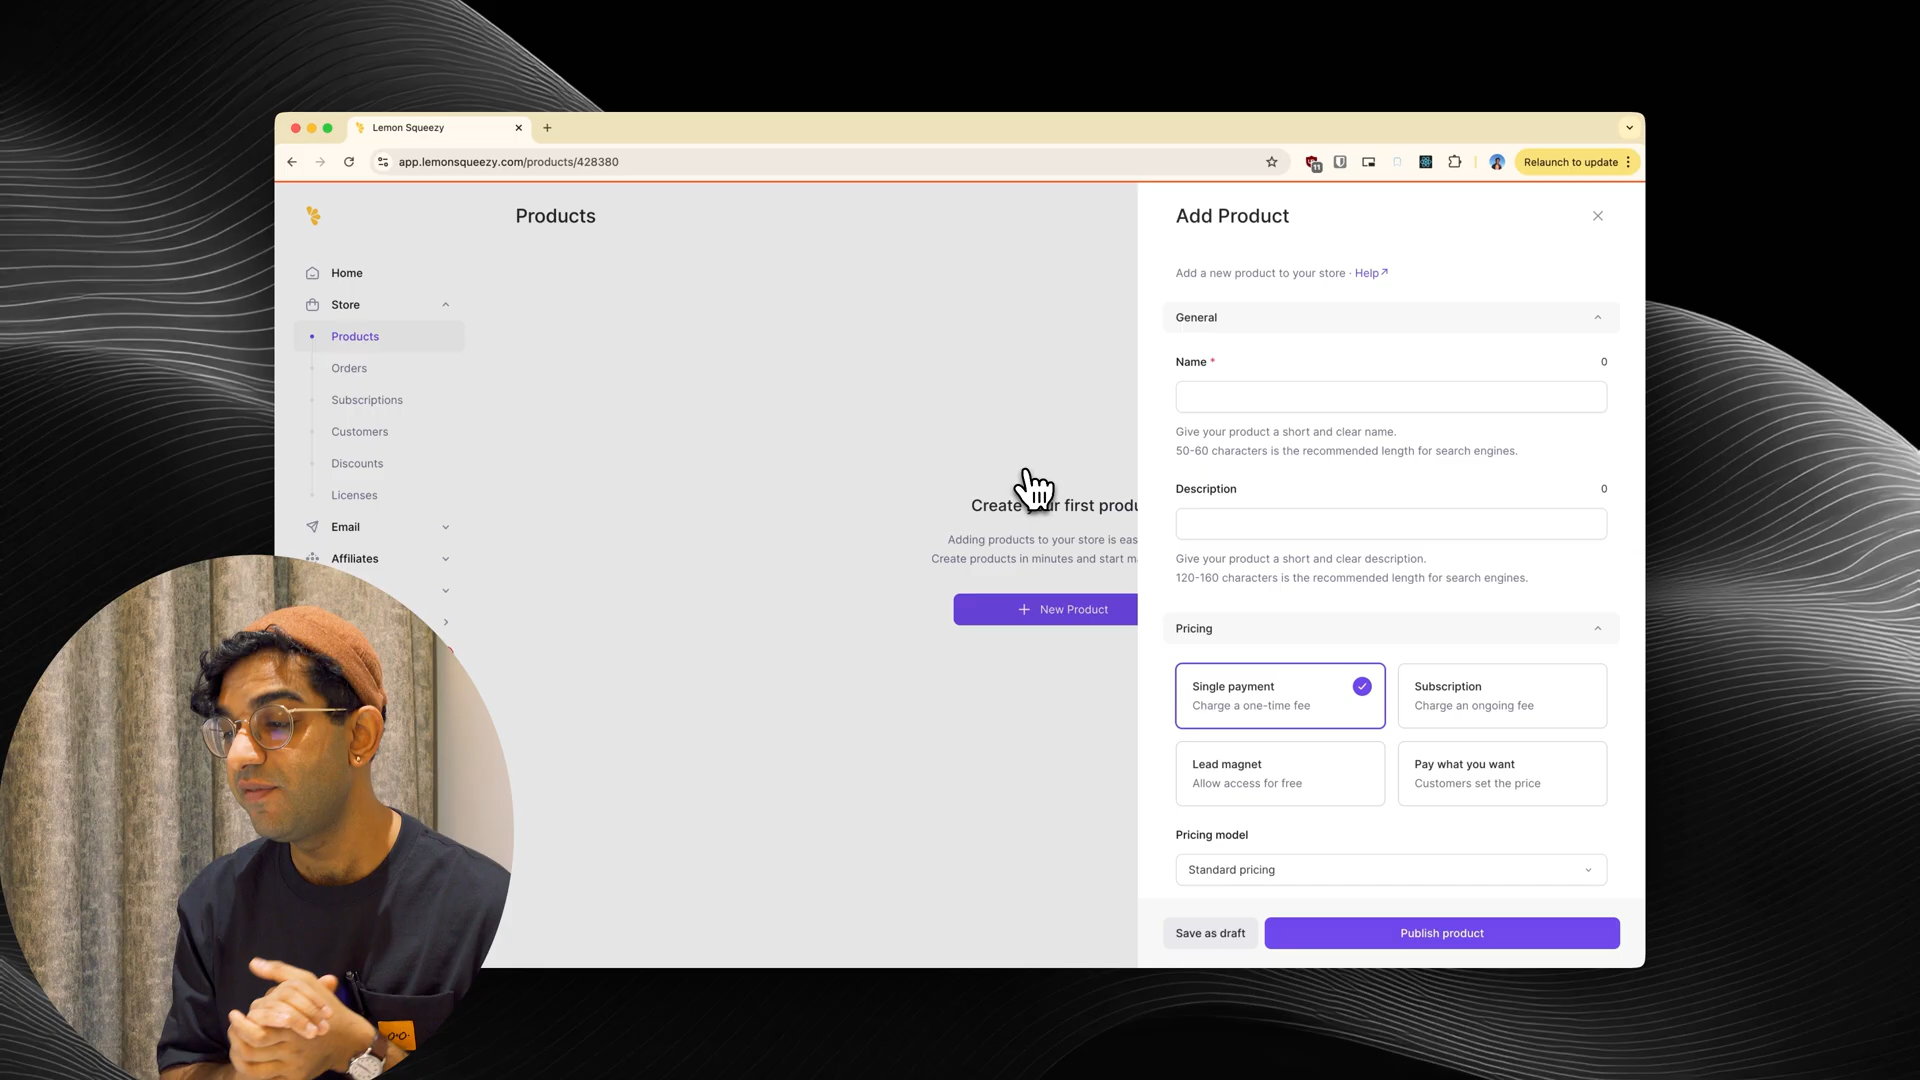 Lemon Squeezy
app.lemonsqueezy.com/products/428380
11
Relaunch to update
Products
Home
Store
Products
Orders
Subscriptions
Customers
Discounts
Licenses
Email
Affiliates
Create your first produ
Adding products to your store is eas
Create products in minutes and start m
New Product
Add Product
Add a new product to your store · Help
General
Name * 0
Give your product a short and clear name.
50-60 characters is the recommended length for search engines.
Description 0
Give your product a short and clear description.
120-160 characters is the recommended length for search engines.
Pricing
Single payment
Charge a one-time fee
Subscription
Charge an ongoing fee
Lead magnet
Allow access for free
Pay what you want
Customers set the price
Pricing model
Standard pricing
Save as draft
Publish product